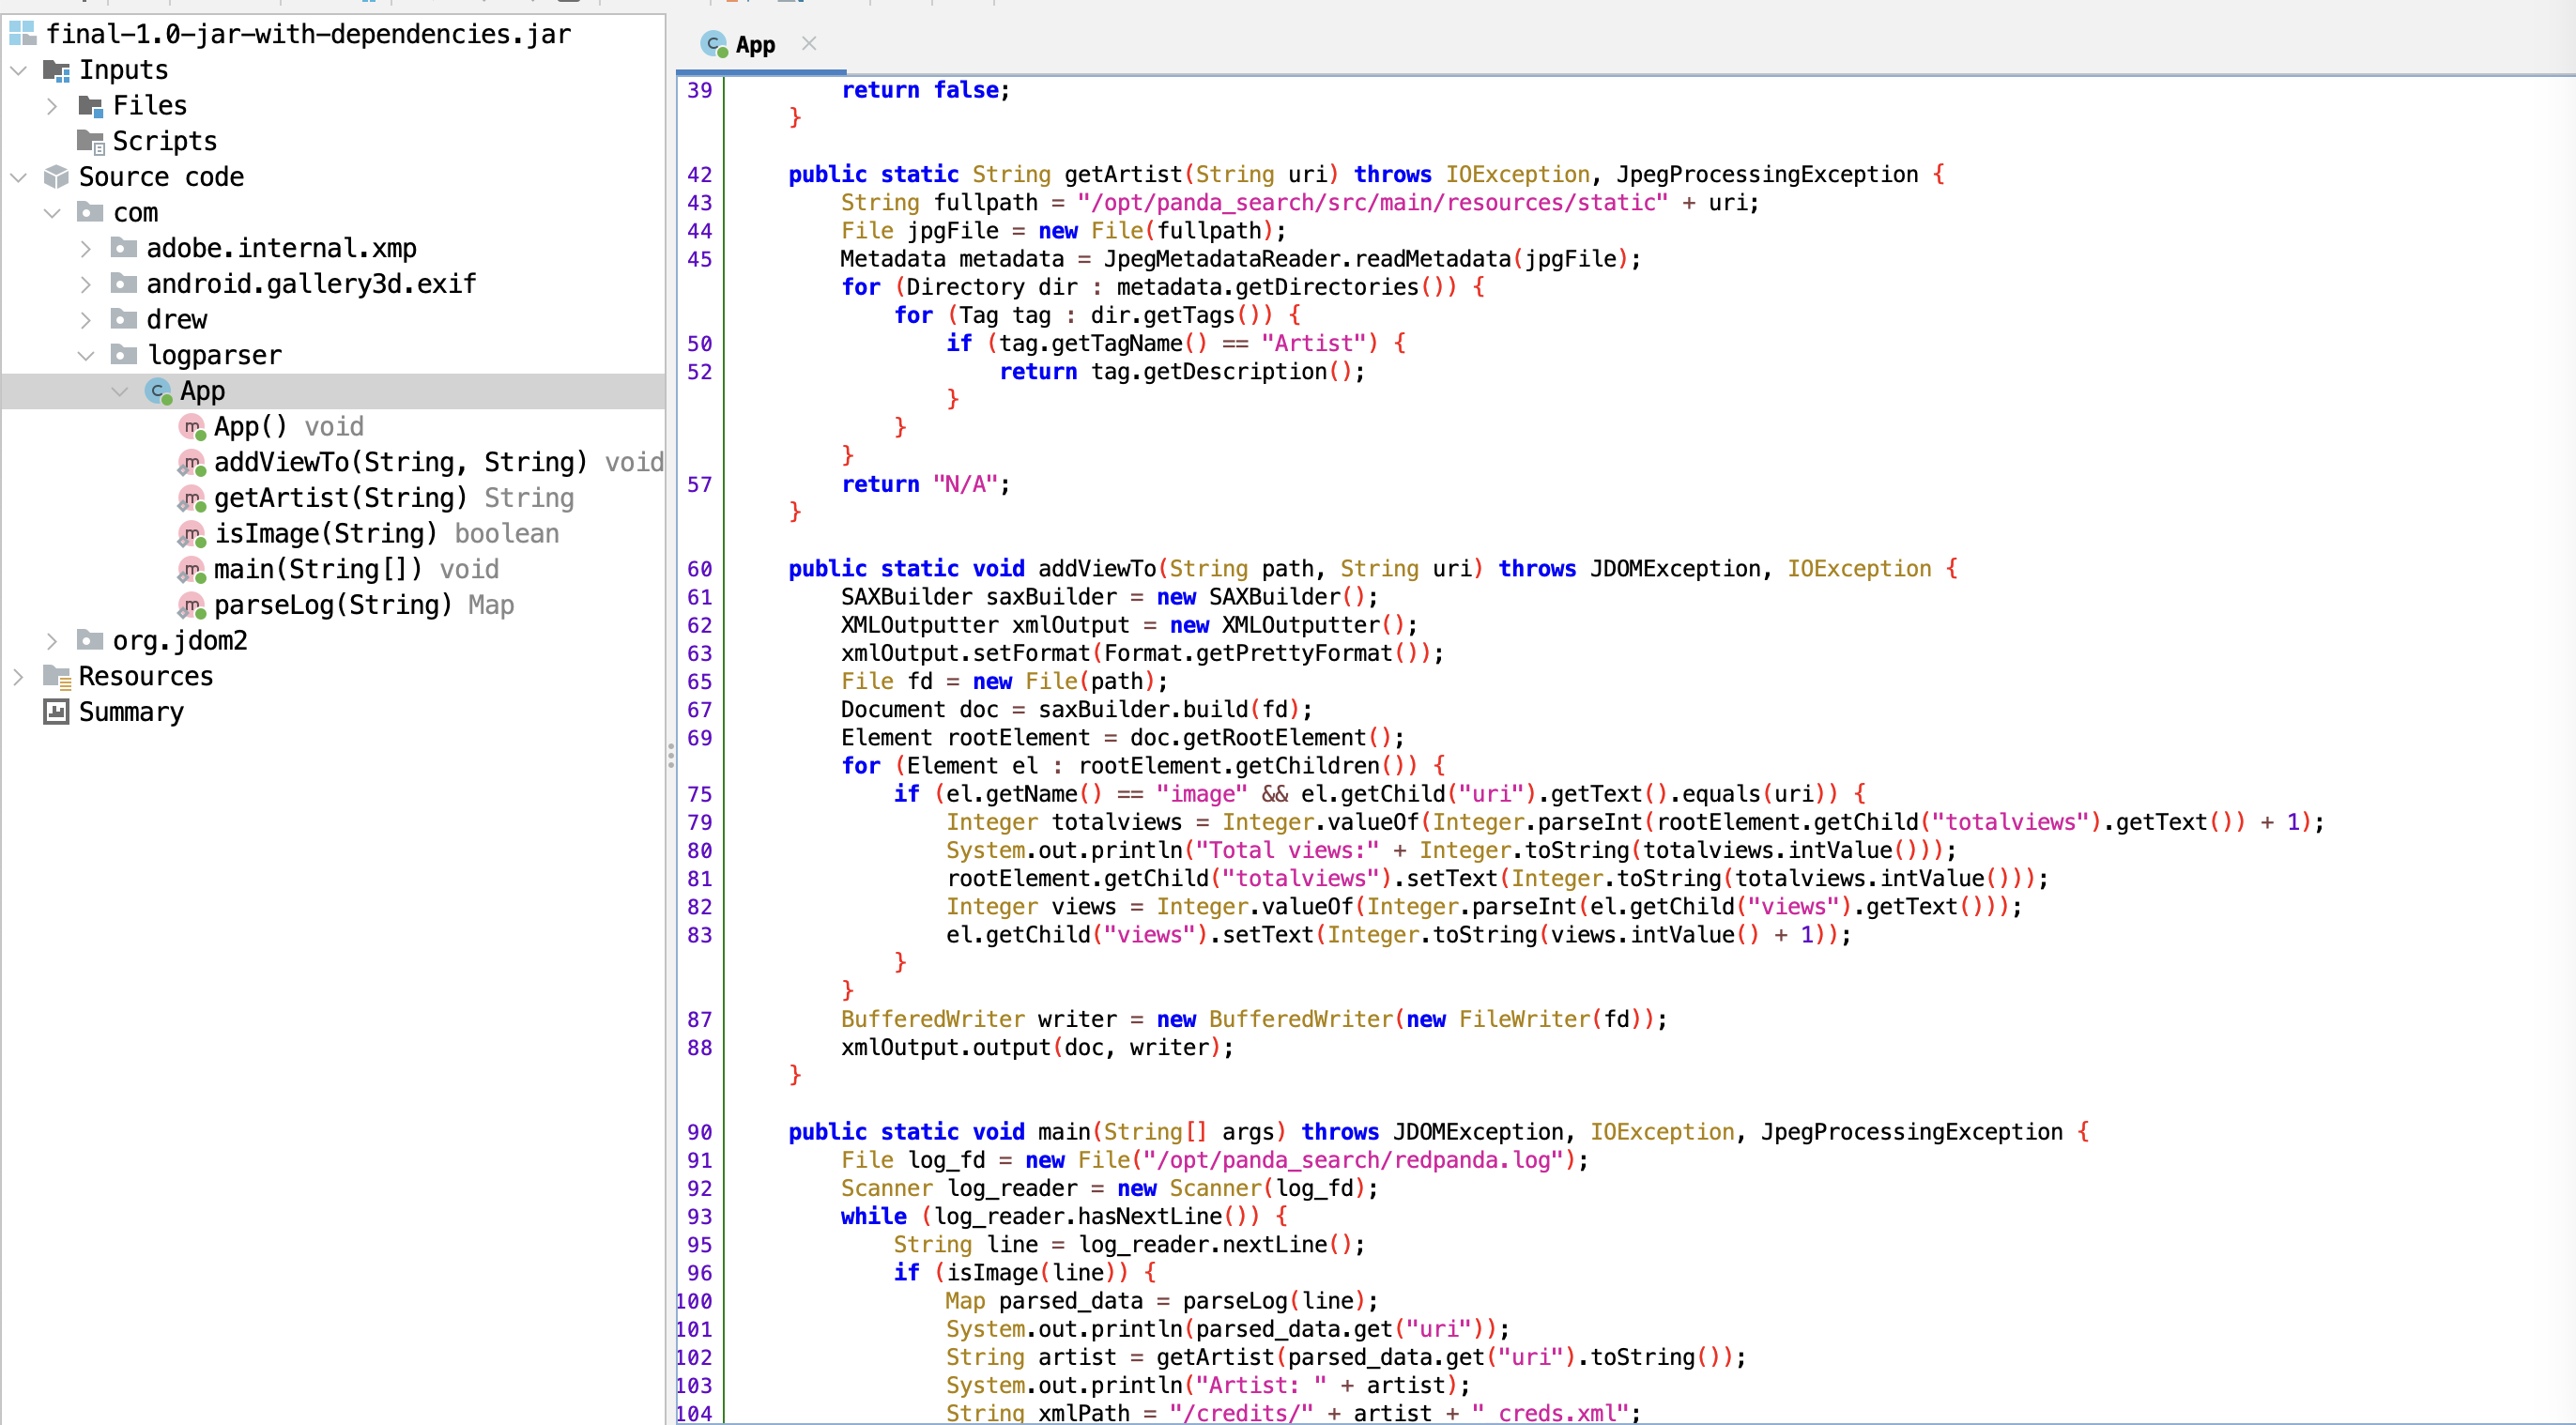 final-1.0-jar-with-dependencies.jar
Inputs
Files
Scripts
Source code
com
adobe.internal.xmp
android.gallery3d.exif
drew
logparser
App
App() void
addViewTo(String, String) void
getArtist(String) String
isImage(String) boolean
main(String[]) void
parseLog(String) Map
org.jdom2
Resources
Summary
App
39 return false;
}
42 public static String getArtist(String uri) throws IOException, JpegProcessingException {
43 String fullpath = "/opt/panda_search/src/main/resources/static" + uri;
44 File jpgFile = new File(fullpath);
45 Metadata metadata = JpegMetadataReader.readMetadata(jpgFile);
for (Directory dir : metadata.getDirectories()) {
for (Tag tag : dir.getTags()) {
50 if (tag.getTagName() == "Artist") {
52 return tag.getDescription();
}
}
}
57 return "N/A";
}
60 public static void addViewTo(String path, String uri) throws JDOMException, IOException {
61 SAXBuilder saxBuilder = new SAXBuilder();
62 XMLOutputter xmlOutput = new XMLOutputter();
63 xmlOutput.setFormat(Format.getPrettyFormat());
65 File fd = new File(path);
67 Document doc = saxBuilder.build(fd);
69 Element rootElement = doc.getRootElement();
for (Element el : rootElement.getChildren()) {
75 if (el.getName() == "image" && el.getChild("uri").getText().equals(uri)) {
79 Integer totalviews = Integer.valueOf(Integer.parseInt(rootElement.getChild("totalviews").getText()) + 1);
80 System.out.println("Total views:" + Integer.toString(totalviews.intValue()));
81 rootElement.getChild("totalviews").setText(Integer.toString(totalviews.intValue()));
82 Integer views = Integer.valueOf(Integer.parseInt(el.getChild("views").getText()));
83 el.getChild("views").setText(Integer.toString(views.intValue() + 1));
}
}
87 BufferedWriter writer = new BufferedWriter(new FileWriter(fd));
88 xmlOutput.output(doc, writer);
}
90 public static void main(String[] args) throws JDOMException, IOException, JpegProcessingException {
91 File log_fd = new File("/opt/panda_search/redpanda.log");
92 Scanner log_reader = new Scanner(log_fd);
93 while (log_reader.hasNextLine()) {
95 String line = log_reader.nextLine();
96 if (isImage(line)) {
100 Map parsed_data = parseLog(line);
101 System.out.println(parsed_data.get("uri"));
102 String artist = getArtist(parsed_data.get("uri").toString());
103 System.out.println("Artist: " + artist);
104 String xmlPath = "/credits/" + artist + "_creds.xml";